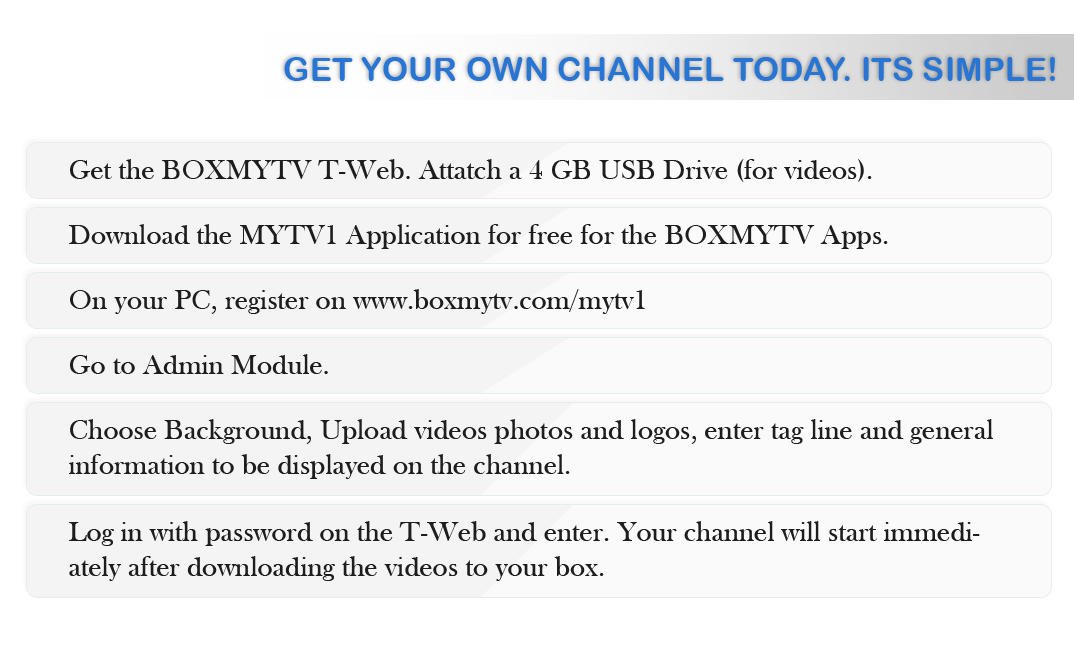 GET YOUR OWN CHANNEL TODAY. ITS SIMPLE!
Get the BOXMYTV T-Web. Attatch a 4 GB USB Drive (for videos).
Download the MYTV1 Application for free for the BOXMYTV Apps.
On your PC, register on www.boxmytv.com/mytv1
Go to Admin Module.
Choose Background, Upload videos photos and logos, enter tag line and general
information to be displayed on the channel.
Log in with password on the T-Web and enter. Your channel will start immedi-
ately after downloading the videos to your box.